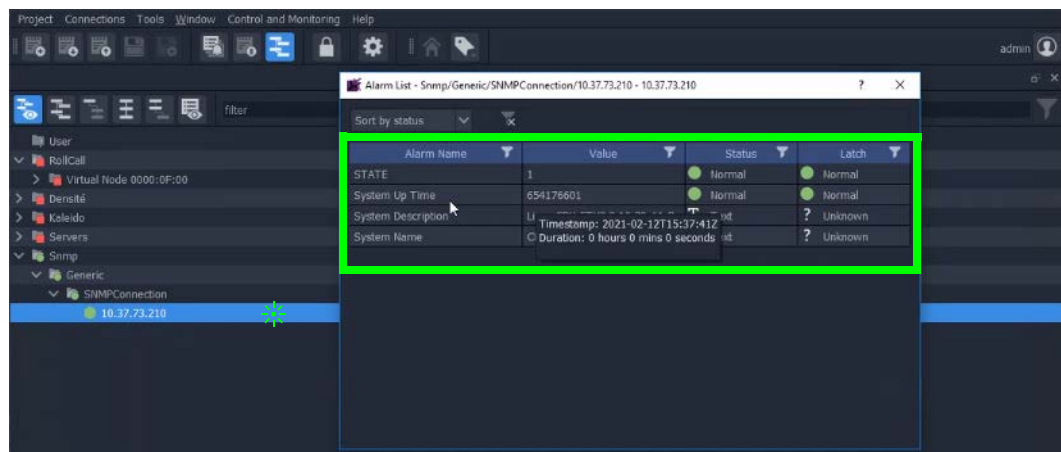 Project Connections Tools Window Control and Monitoring Help
admin
Alarm List - Snmp/Generic/SNMPConnection/10.37.73.210 - 10.37.73.210 ? X
filter
Sort by status
User
RollCall
Virtual Node 0000:0F:00
Densité
Kaleido
Servers
Snmp
Generic
SNMPConnection
10.37.73.210
Alarm Name Value Status Latch
STATE 1 Normal Normal
System Up Time 654176601 Normal Normal
System Description ? Unknown
System Name ? Unknown
Timestamp: 2021-02-12T15:37:41Z
Duration: 0 hours 0 mins 0 seconds